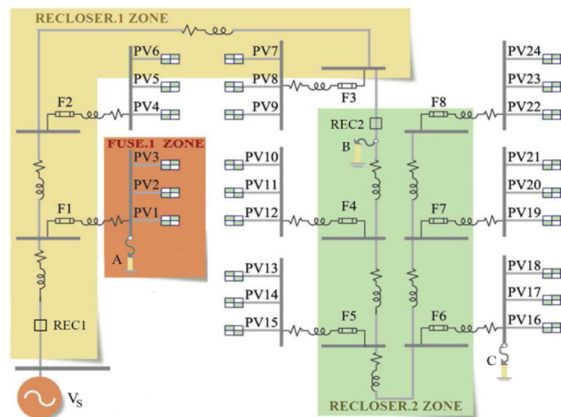 RECLOSER.1 ZONE
PV6
PV5
PV4
F2
PV7
PV8
PV9
F3
PV24
PV23
PV22
F8
REC2
B
FUSE.1 ZONE
PV3
PV2
PV1
F1
A
PV10
PV11
PV12
F4
PV21
PV20
PV19
F7
PV13
PV14
PV15
F5
PV18
PV17
PV16
F6
C
REC1
VS
RECLOSER.2 ZONE